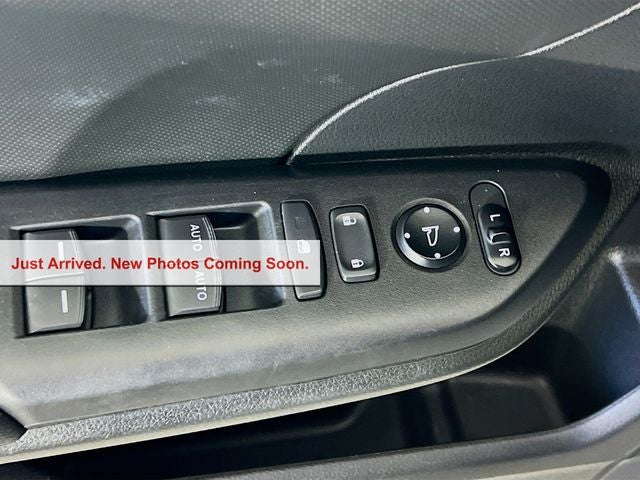 AUTO AUTO
L R
Just Arrived. New Photos Coming Soon.